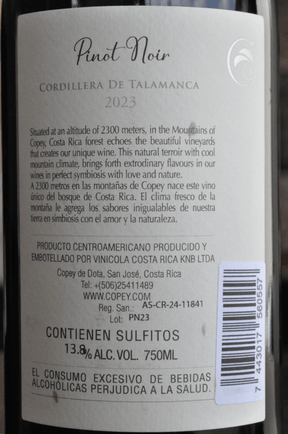 Pinot Noir
CORDILLERA DE TALAMANCA
2023
Situated at an altitude of 2300 meters, in the Mountains of
Copey, Costa Rica forest echoes the beautiful vineyards
that creates our unique wine. This natural terroir with cool
mountain climate, brings forth extrodinary flavours in our
wines in perfect symbiosis with love and nature.
A 2300 metros en las montañas de Copey nace este vino
único del bosque de Costa Rica. El clima fresco de la
montaña le agrega los sabores inigualables de nuestra
tierra en simbiosis con el amor y la naturaleza.
PRODUCTO CENTROAMERICANO PRODUCIDO Y
EMBOTELLADO POR VINICOLA COSTA RICA KNB LTDA
Copey de Dota, San José, Costa Rica
Tel: +(506)25411489
WWW.COPEY.COM
Reg. San.: A5-CR-24-11841
Lot: PN23
CONTIENEN SULFITOS
13.8% ALC. VOL. 750ML
EL CONSUMO EXCESIVO DE BEBIDAS
ALCOHÓLICAS PERJUDICA A LA SALUD.
7 443017 560557